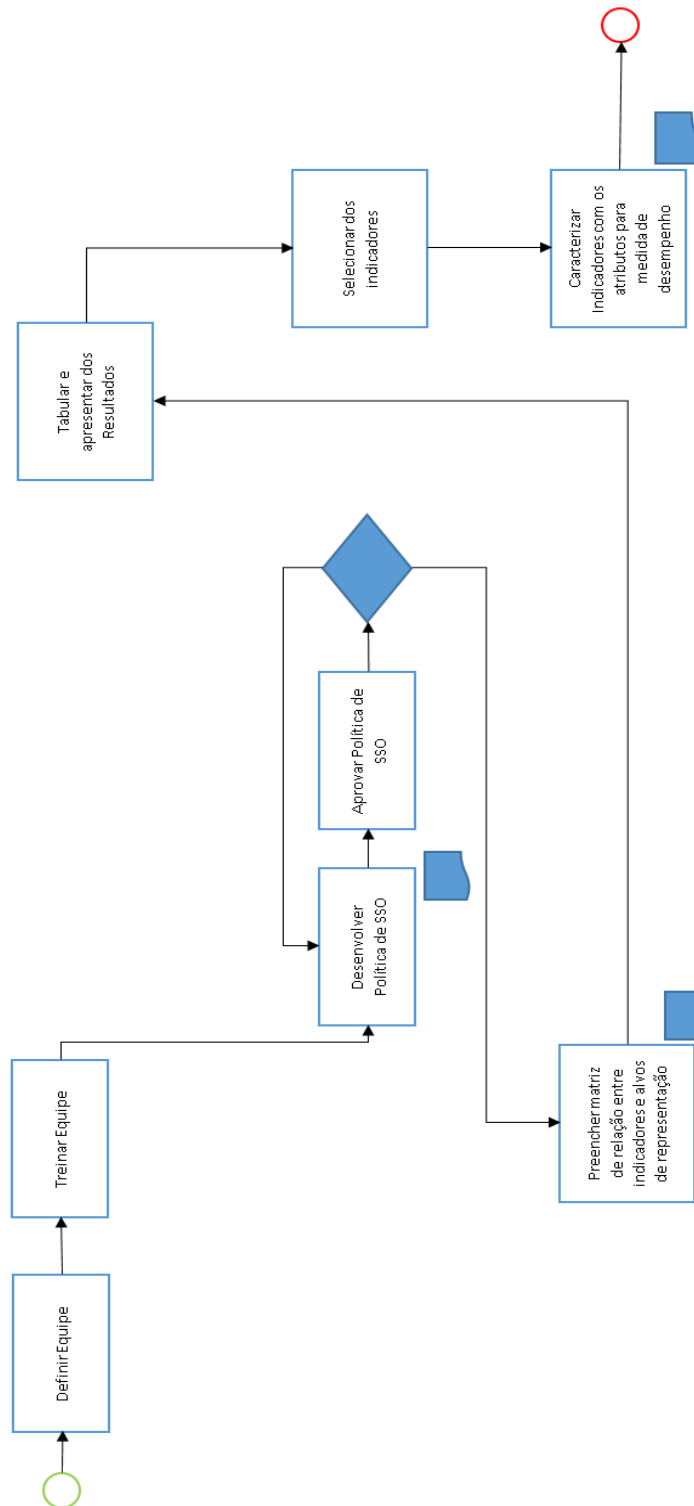 Definir Equipe
Treinar Equipe
Desenvolver
Política de SSO
Aprovar Política de
SSO
Preencher matriz
de relação entre
indicadores e alvos
de representação
Tabular e
apresentar dos
Resultados
Selecionar dos
indicadores
Caracterizar
Indicadores com os
atributos para
medida de
desempenho